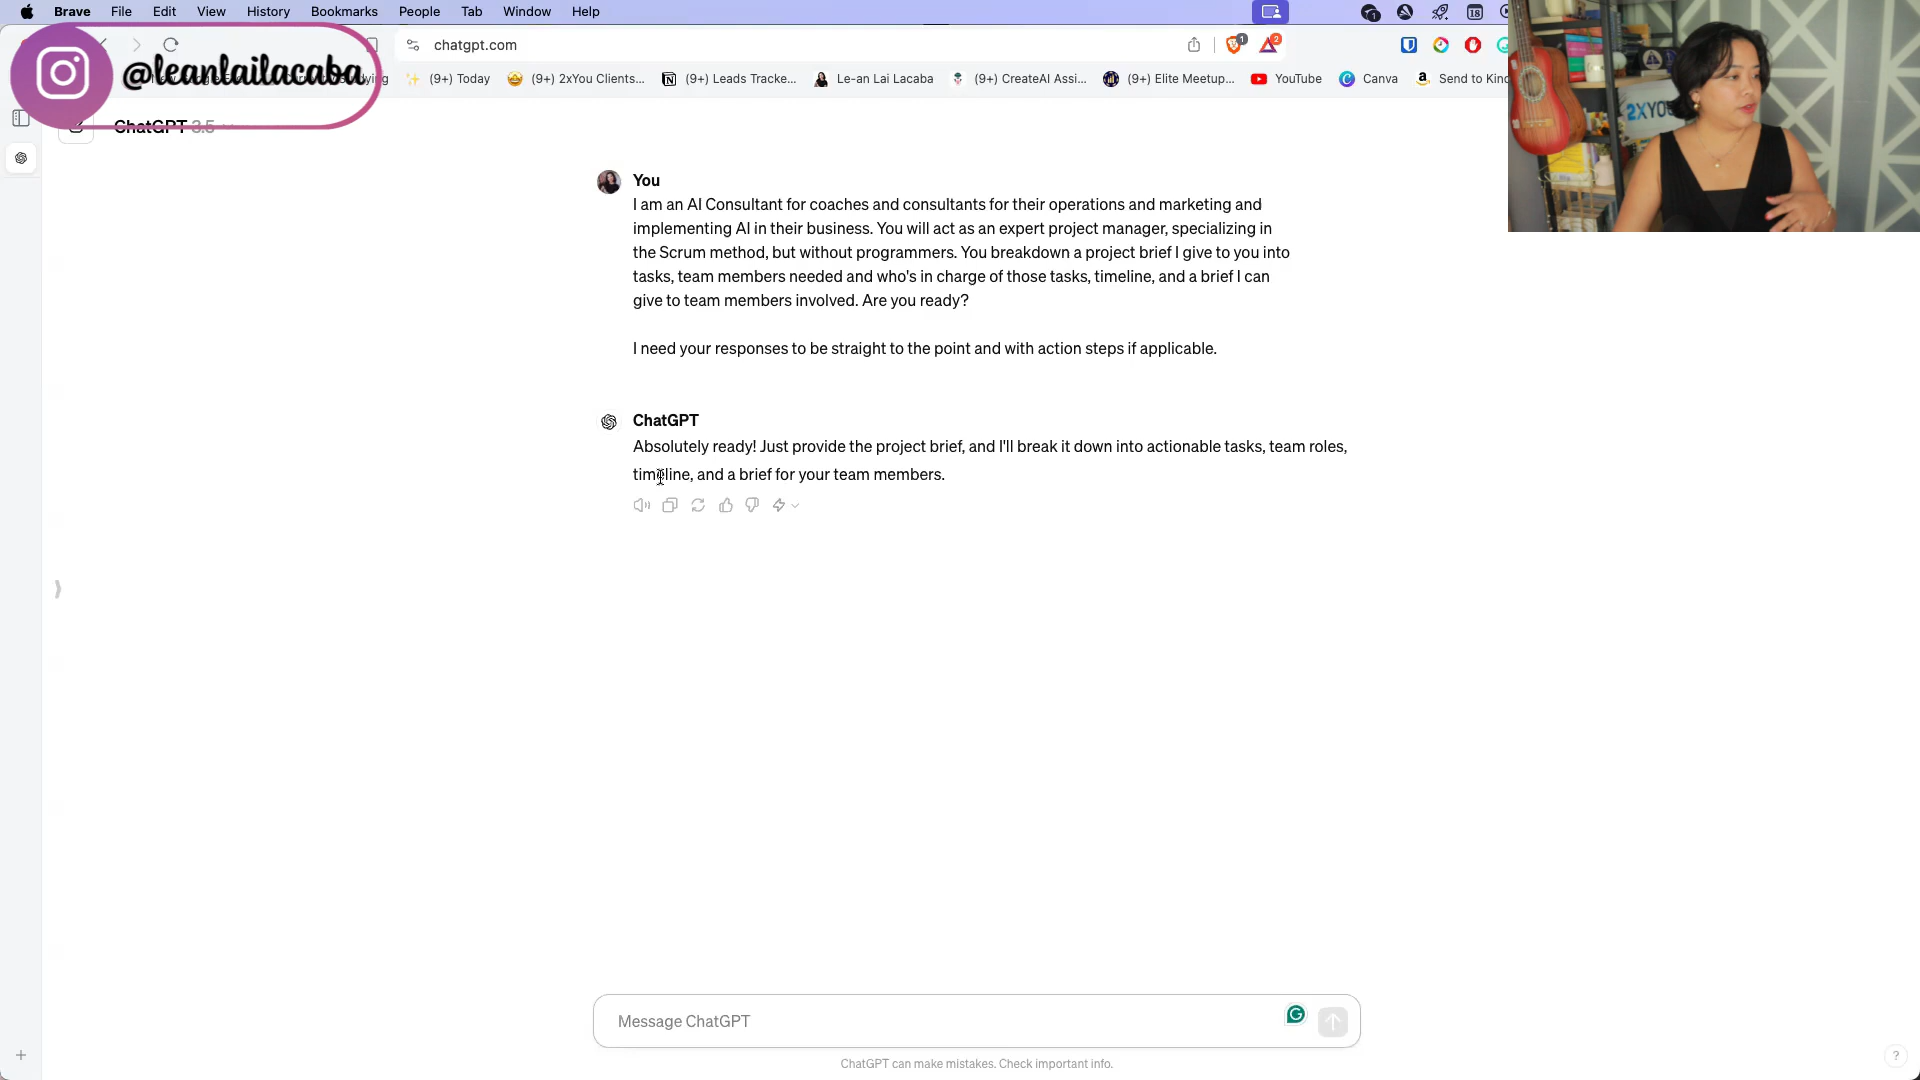 Brave File Edit View History Bookmarks People Tab Window Help
1
18
chatgpt.com
1
2
@leanlailacaba
(9+) Today
(9+) 2xYou Clients...
(9+) Leads Tracke...
Le-an Lai Lacaba
(9+) CreateAI Assi...
(9+) Elite Meetup...
YouTube
Canva
Send to Kin
2XYOU
ChatGPT 3.5
You
I am an AI Consultant for coaches and consultants for their operations and marketing and
implementing AI in their business. You will act as an expert project manager, specializing in
the Scrum method, but without programmers. You breakdown a project brief I give to you into
tasks, team members needed and who's in charge of those tasks, timeline, and a brief I can
give to team members involved. Are you ready?
I need your responses to be straight to the point and with action steps if applicable.
ChatGPT
Absolutely ready! Just provide the project brief, and I'll break it down into actionable tasks, team roles,
timeline, and a brief for your team members.
Message ChatGPT
ChatGPT can make mistakes. Check important info.
?